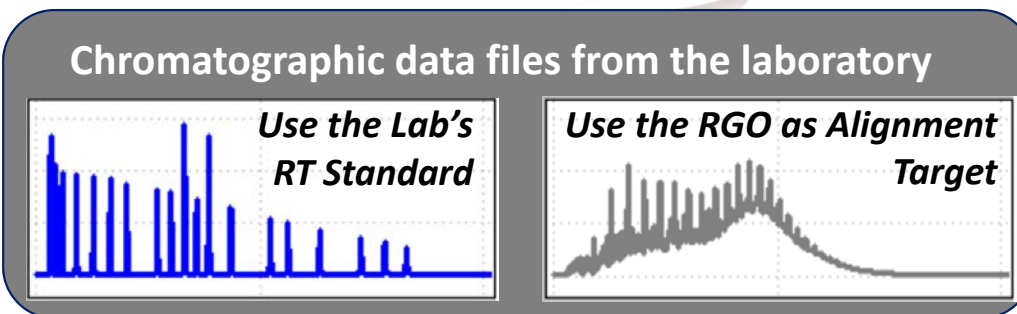 Chromatographic data files from the laboratory
Use the Lab's
RT Standard
Use the RGO as Alignment
Target